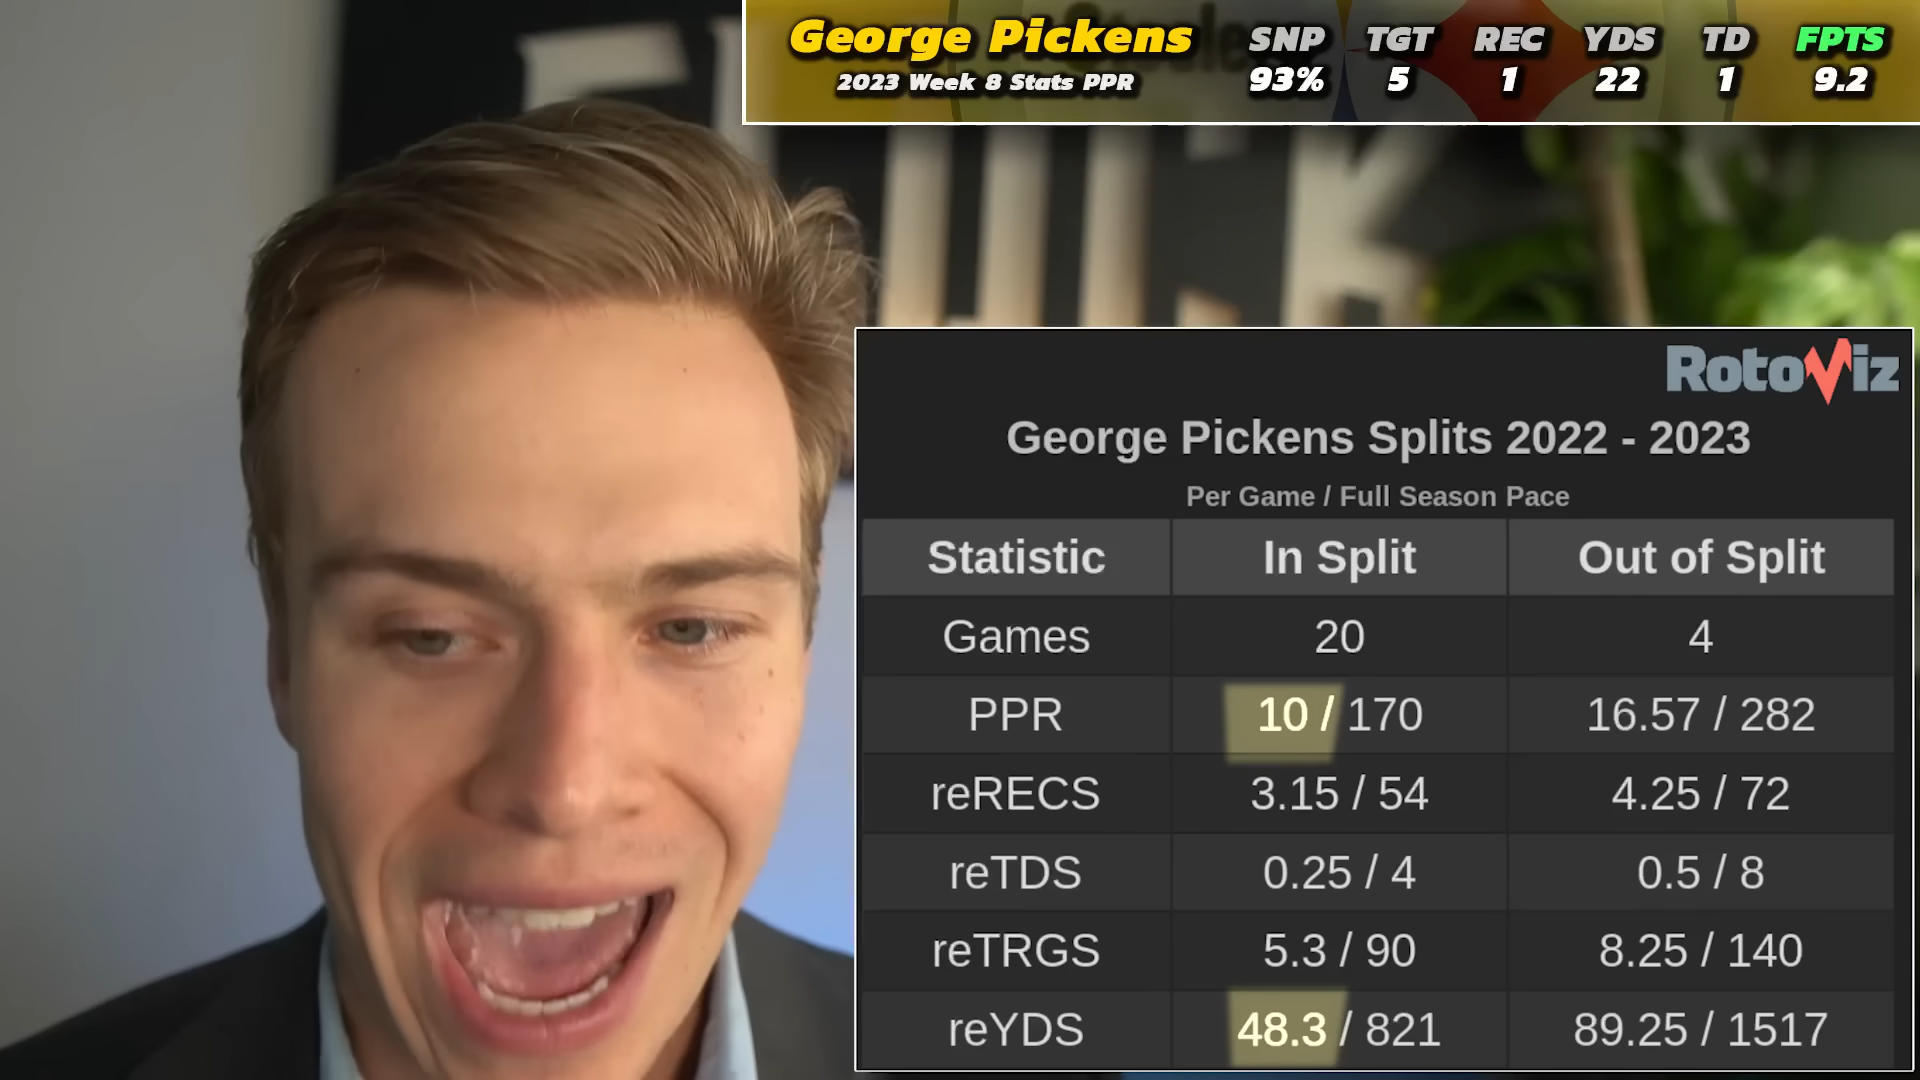 George Pickens SNP TGT REC YDS TD FPTS
2023 Week 8 Stats PPR 93% 5 1 22 1 9.2
RotoViz
George Pickens Splits 2022 - 2023
Per Game / Full Season Pace
Statistic In Split Out of Split
Games 20 4
PPR 10 / 170 16.57 / 282
reRECS 3.15 / 54 4.25 / 72
reTDS 0.25 / 4 0.5 / 8
reTRGS 5.3 / 90 8.25 / 140
reYDS 48.3 / 821 89.25 / 1517